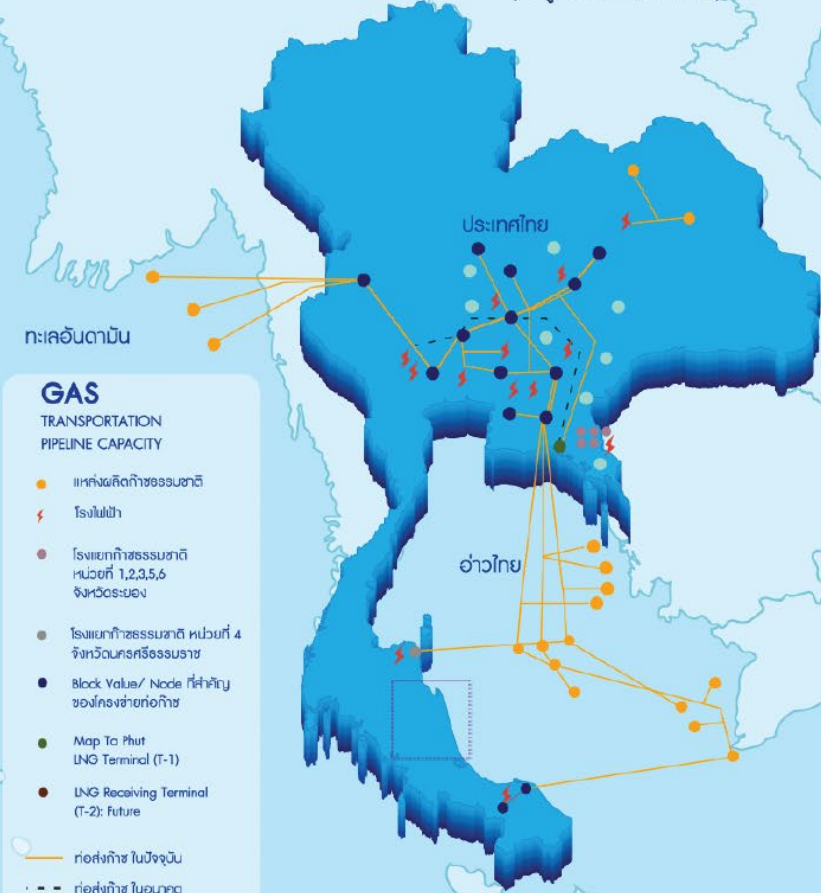 ประเทศไทย
ทะเลอันดามัน
อ่าวไทย
GAS
TRANSPORTATION
PIPELINE CAPACITY
แหล่งผลิตก๊าซธรรมชาติ
โรงไฟฟ้า
โรงแยกก๊าซธรรมชาติ
หน่วยที่ 1,2,3,5,6
จังหวัดระยอง
โรงแยกก๊าซธรรมชาติ หน่วยที่ 4
จังหวัดนครศรีธรรมราช
Block Value/ Node ที่สำคัญ
ของโครงข่ายท่อก๊าซ
Map Ta Phut
LNG Terminal (T-1)
LNG Receiving Terminal
(T-2): Future
ท่อส่งก๊าซ ในปัจจุบัน
ท่อส่งก๊าซ ในอนาคต